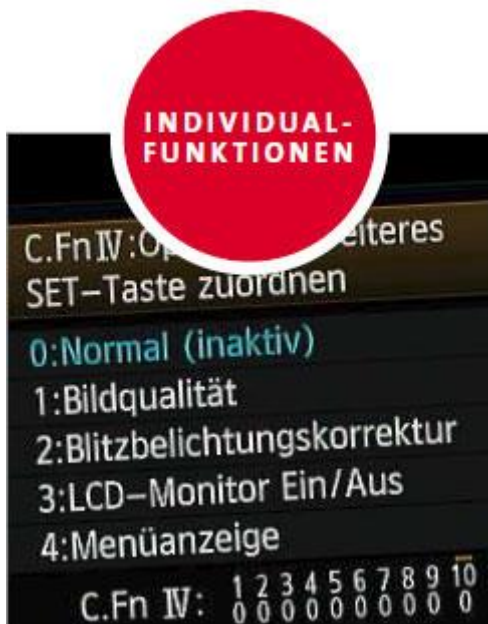 INDIVIDUAL-
FUNKTIONEN
C.Fn IV:
SET-Taste zuordnen
0:Normal (inaktiv)
1:Bildqualität
2:Blitzbelichtungskorrektur
3:LCD-Monitor Ein/Aus
4:Menüanzeige
C.Fn IV: 1 2 3 4 5 6 7 8 9 10
0 0 0 0 0 0 0 0 0 0